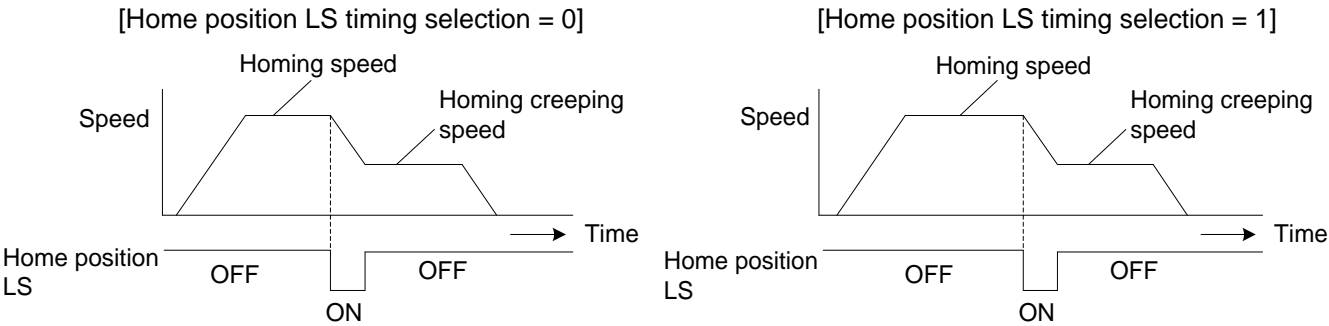 [Home position LS timing selection = 0]
Homing speed
Speed
Homing creeping
speed
Time
Home position
LS
OFF
OFF
ON
[Home position LS timing selection = 1]
Homing speed
Speed
Homing creeping
speed
Time
Home position
LS
OFF
OFF
ON